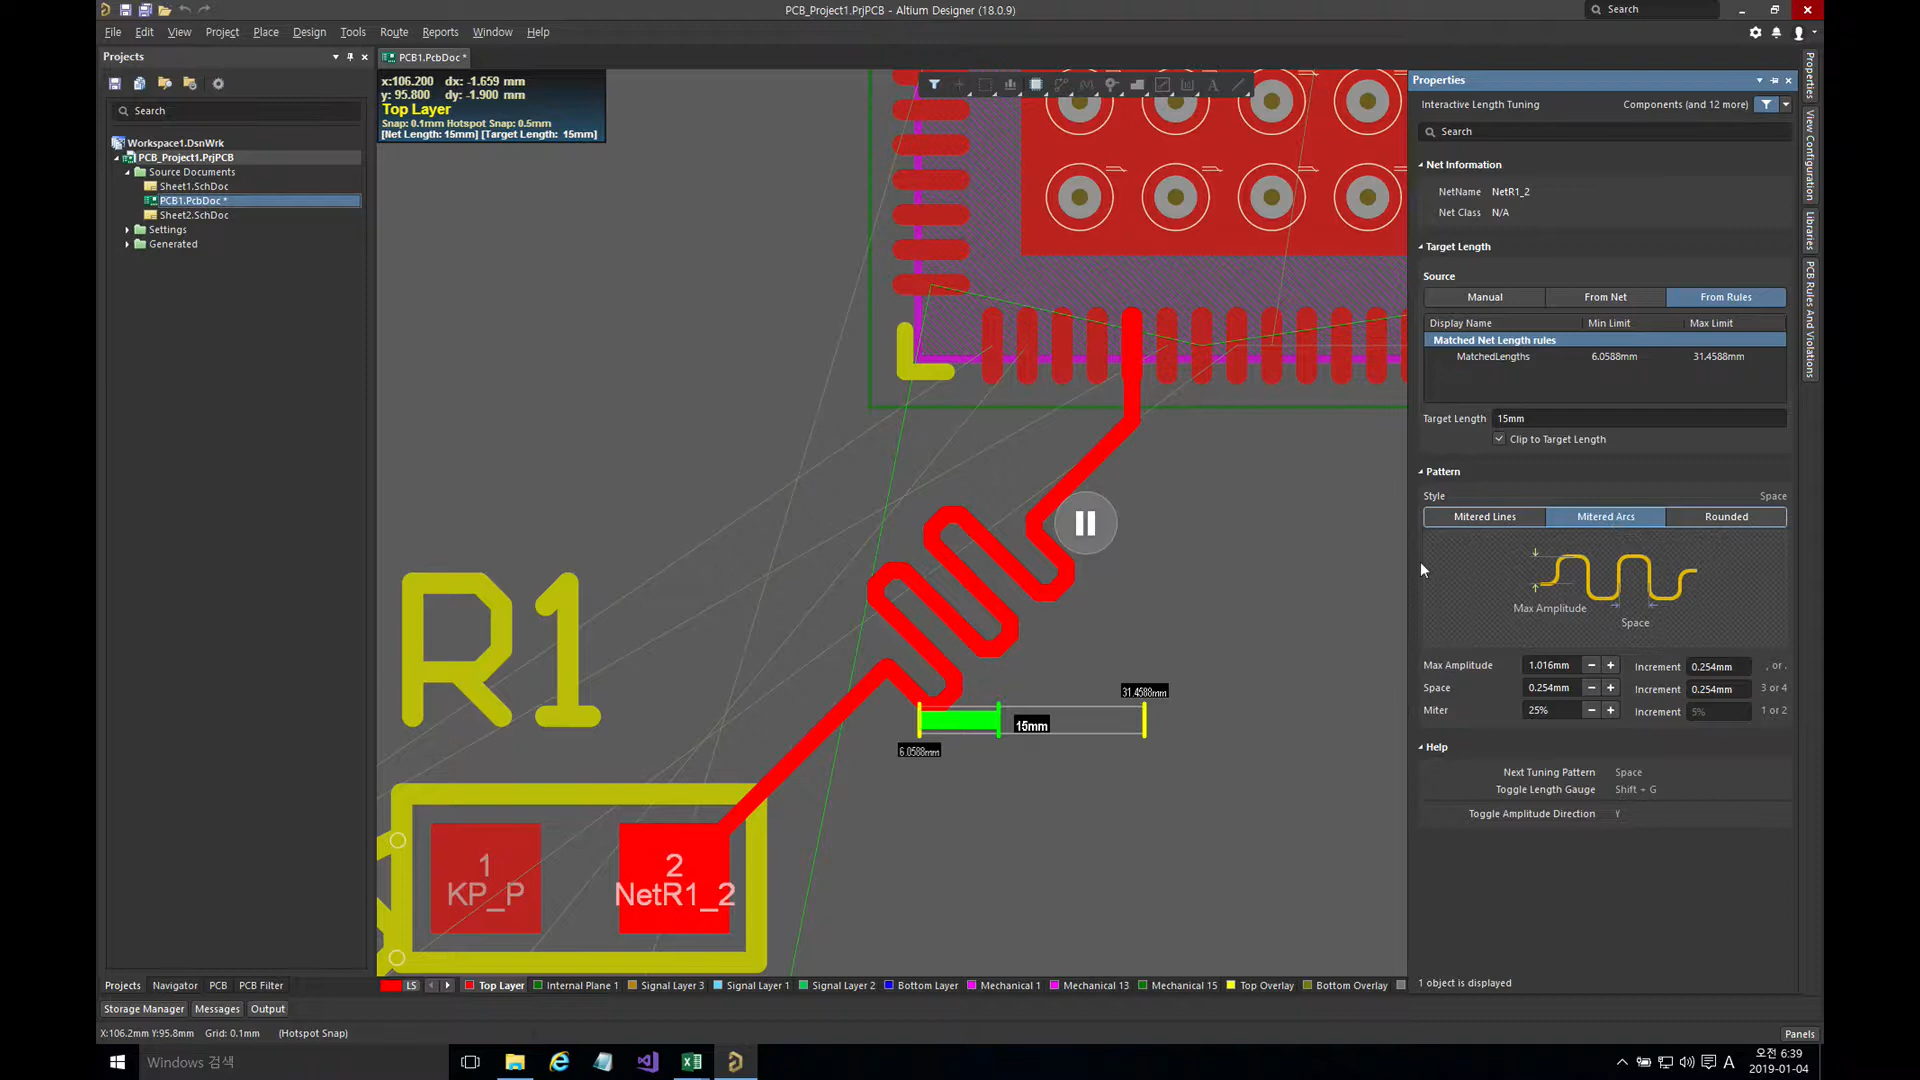 PCB_Project1.PrjPCB - Altium Designer (18.0.9)
Search
File Edit View Project Place Design Tools Route Reports Window Help
Projects
PCB1.PcbDoc *
Search
Workspace1.DsnWrk
PCB_Project1.PrjPCB
Source Documents
Sheet1.SchDoc
PCB1.PcbDoc *
Sheet2.SchDoc
Settings
Generated
x:106.200 dx: -1.659 mm
y: 95.800 dy: -1.900 mm
Top Layer
Snap: 0.1mm Hotspot Snap: 0.5mm
[Net Length: 15mm] [Target Length: 15mm]
R1
1
KP_P
2
NetR1_2
31.4588mm
15mm
6.0588mm
Properties
Interactive Length Tuning Components (and 12 more)
Search
Net Information
NetName NetR1_2
Net Class N/A
Target Length
Source
Manual From Net From Rules
Display Name Min Limit Max Limit
Matched Net Length rules
MatchedLengths 6.0588mm 31.4588mm
Target Length 15mm
Clip to Target Length
Pattern
Style Space
Mitered Lines Mitered Arcs Rounded
Max Amplitude
Space
Max Amplitude 1.016mm − + Increment 0.254mm , or .
Space 0.254mm − + Increment 0.254mm 3 or 4
Miter 25% − + Increment 5% 1 or 2
Help
Next Tuning Pattern Space
Toggle Length Gauge Shift + G
Toggle Amplitude Direction Y
1 object is displayed
Properties
View Configuration
Libraries
PCB Rules And Violations
Projects Navigator PCB PCB Filter
LS Top Layer Internal Plane 1 Signal Layer 3 Signal Layer 1 Signal Layer 2 Bottom Layer Mechanical 1 Mechanical 13 Mechanical 15 Top Overlay Bottom Overlay
Storage Manager Messages Output
X:106.2mm Y:95.8mm Grid: 0.1mm (Hotspot Snap)
Panels
Windows 검색
A
오전 6:39
2019-01-04